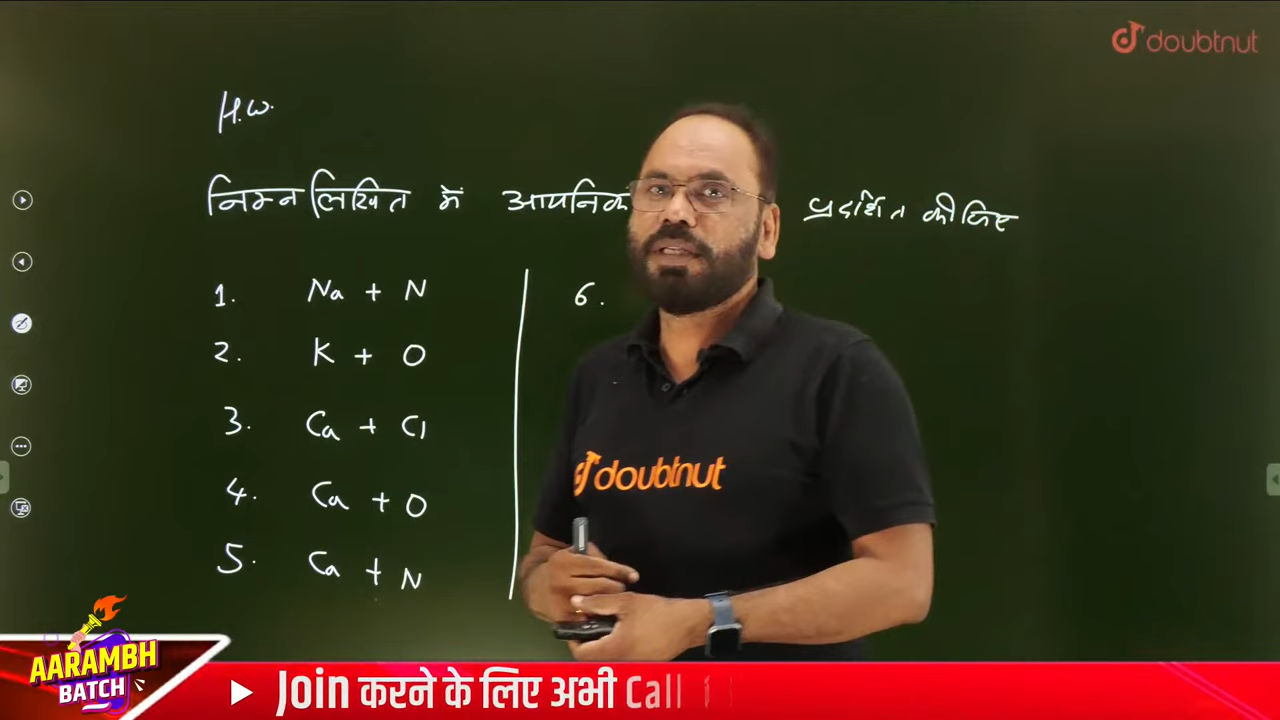 doubtnut
H.W.
निम्नलिखित में आयनिक प्रदर्शित कीजिए
1. Na + N
2. K + O
3. Ca + Cl
4. Ca + O
5. Ca + N
6.
doubtnut
AARAMBH
BATCH
Join करने के लिए अभी Call